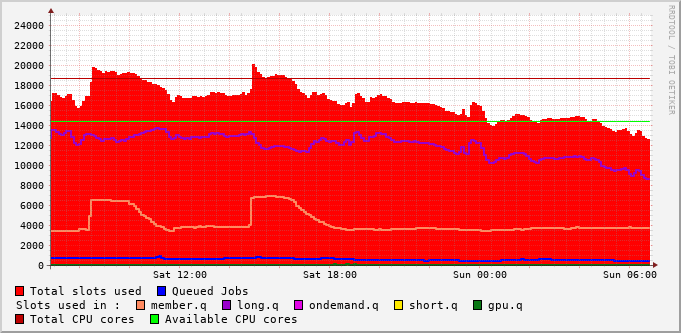 RRDTOOL / TOBI OETIKER
24000
22000
20000
18000
16000
14000
12000
10000
8000
6000
4000
2000
0
Sat 12:00 Sat 18:00 Sun 00:00 Sun 06:00
Total slots used Queued Jobs
Slots used in : member.q long.q ondemand.q short.q gpu.q
Total CPU cores Available CPU cores